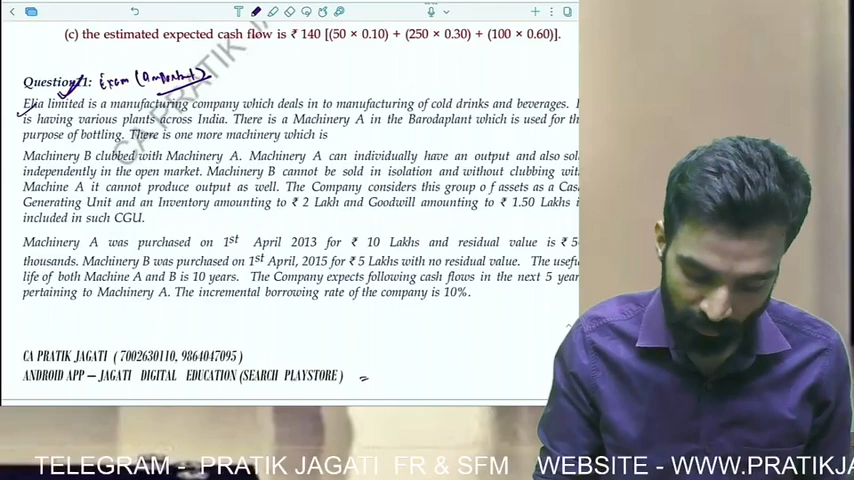 (c) the estimated expected cash flow is ₹ 140 [(50 × 0.10) + (250 × 0.30) + (100 × 0.60)].
Question11: Exam (Important)
Elia limited is a manufacturing company which deals in to manufacturing of cold drinks and beverages. I
is having various plants across India. There is a Machinery A in the Barodaplant which is used for th
purpose of bottling. There is one more machinery which is
Machinery B clubbed with Machinery A. Machinery A can individually have an output and also sol
independently in the open market. Machinery B cannot be sold in isolation and without clubbing wit
Machine A it cannot produce output as well. The Company considers this group o f assets as a Cas
Generating Unit and an Inventory amounting to ₹ 2 Lakh and Goodwill amounting to ₹ 1.50 Lakhs i
included in such CGU.
Machinery A was purchased on 1st April 2013 for ₹ 10 Lakhs and residual value is ₹ 5
thousands. Machinery B was purchased on 1st April, 2015 for ₹ 5 Lakhs with no residual value. The usefu
life of both Machine A and B is 10 years. The Company expects following cash flows in the next 5 year
pertaining to Machinery A. The incremental borrowing rate of the company is 10%.
CA PRATIK JAGATI ( 7002630110, 9864047095 )
ANDROID APP – JAGATI DIGITAL EDUCATION (SEARCH PLAYSTORE )
CA PRATIK JA
TELEGRAM - PRATIK JAGATI FR & SFM WEBSITE - WWW.PRATIKJA